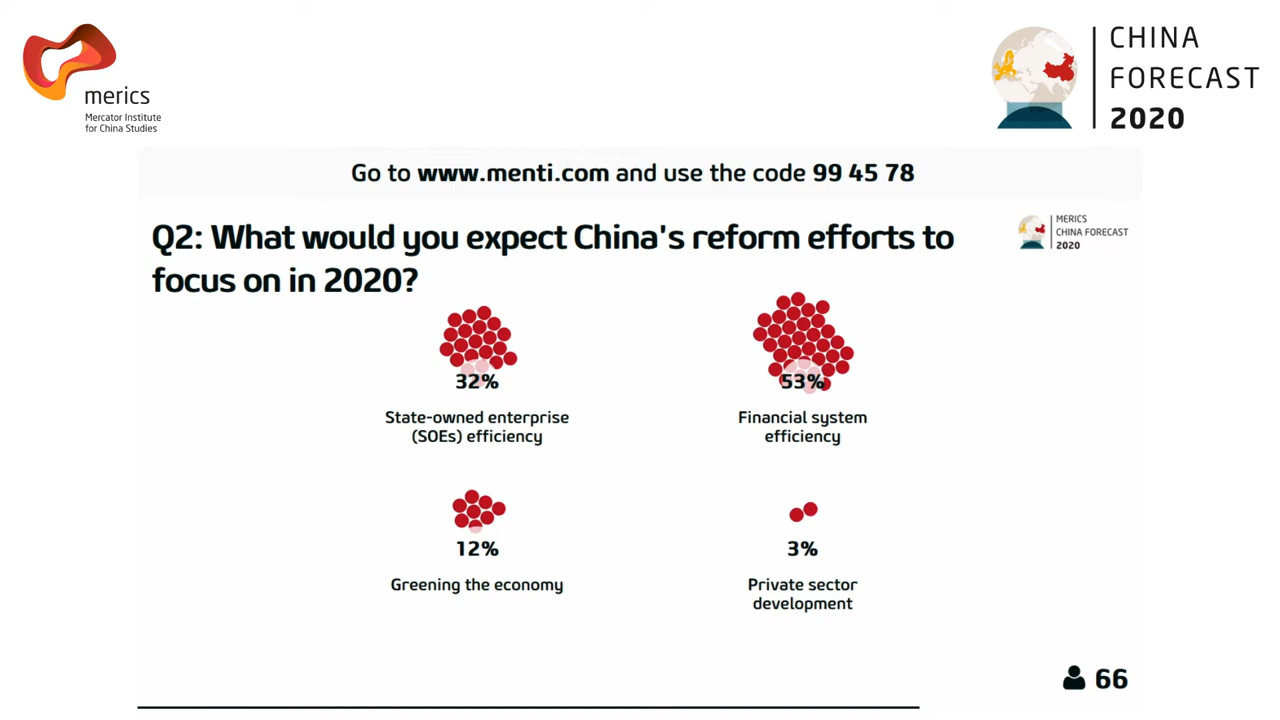 merics
Mercator Institute
for China Studies
CHINA
FORECAST
2020
Go to www.menti.com and use the code 99 45 78
Q2: What would you expect China's reform efforts to
focus on in 2020?
MERICS
CHINA FORECAST
2020
32%
State-owned enterprise
(SOEs) efficiency
53%
Financial system
efficiency
12%
Greening the economy
3%
Private sector
development
66